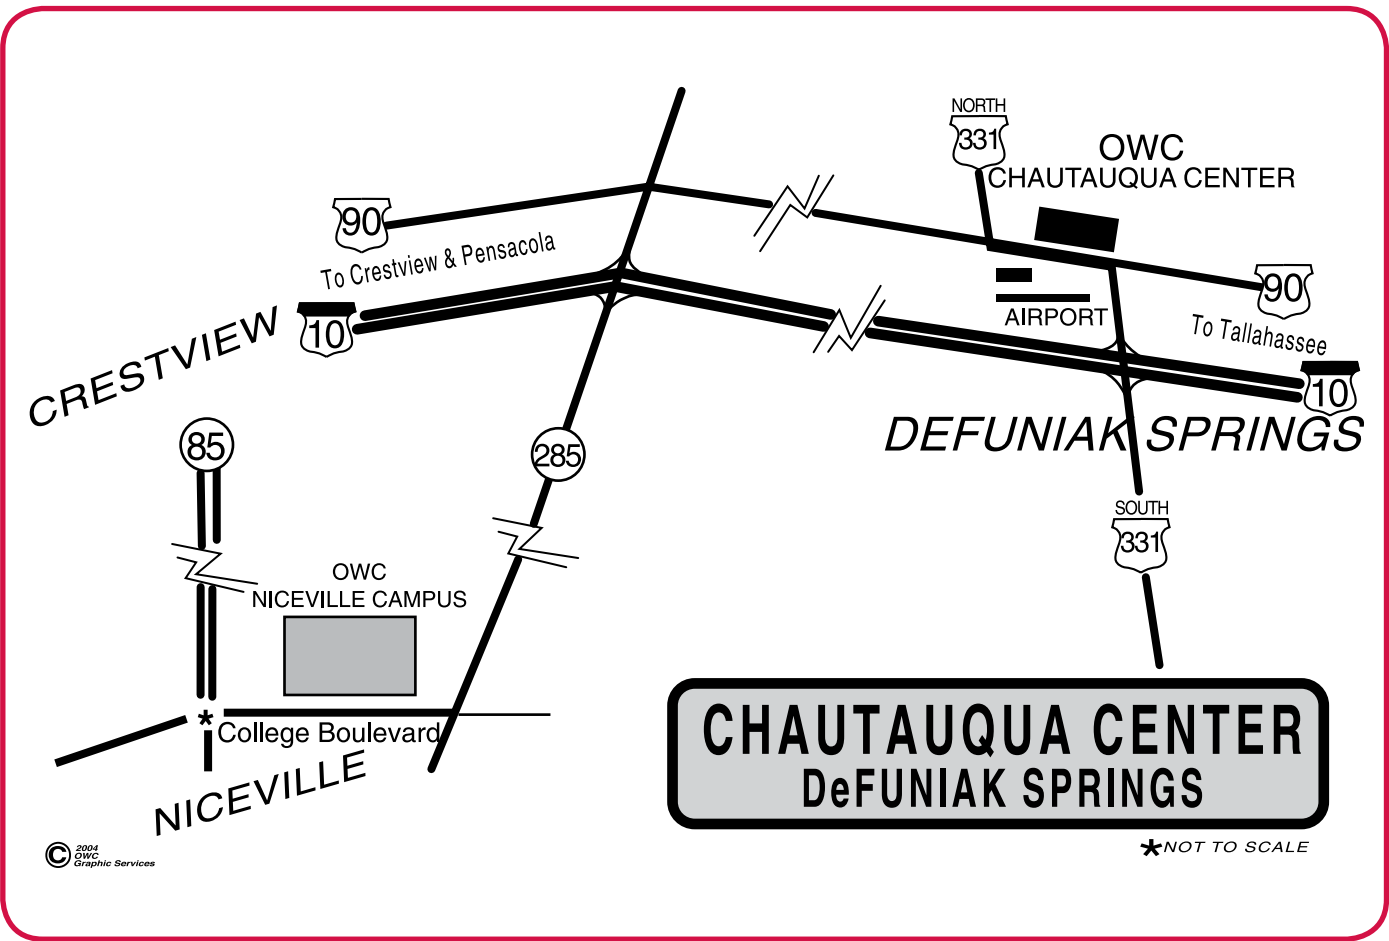 NORTH
331
OWC
CHAUTAUQUA CENTER
90
To Crestview & Pensacola
90
AIRPORT
To Tallahassee
10
10
CRESTVIEW
DEFUNIAK SPRINGS
85
285
SOUTH
331
OWC
NICEVILLE CAMPUS
College Boulevard
NICEVILLE
CHAUTAUQUA CENTER
DeFUNIAK SPRINGS
*NOT TO SCALE
© 2004
OWC
Graphic Services